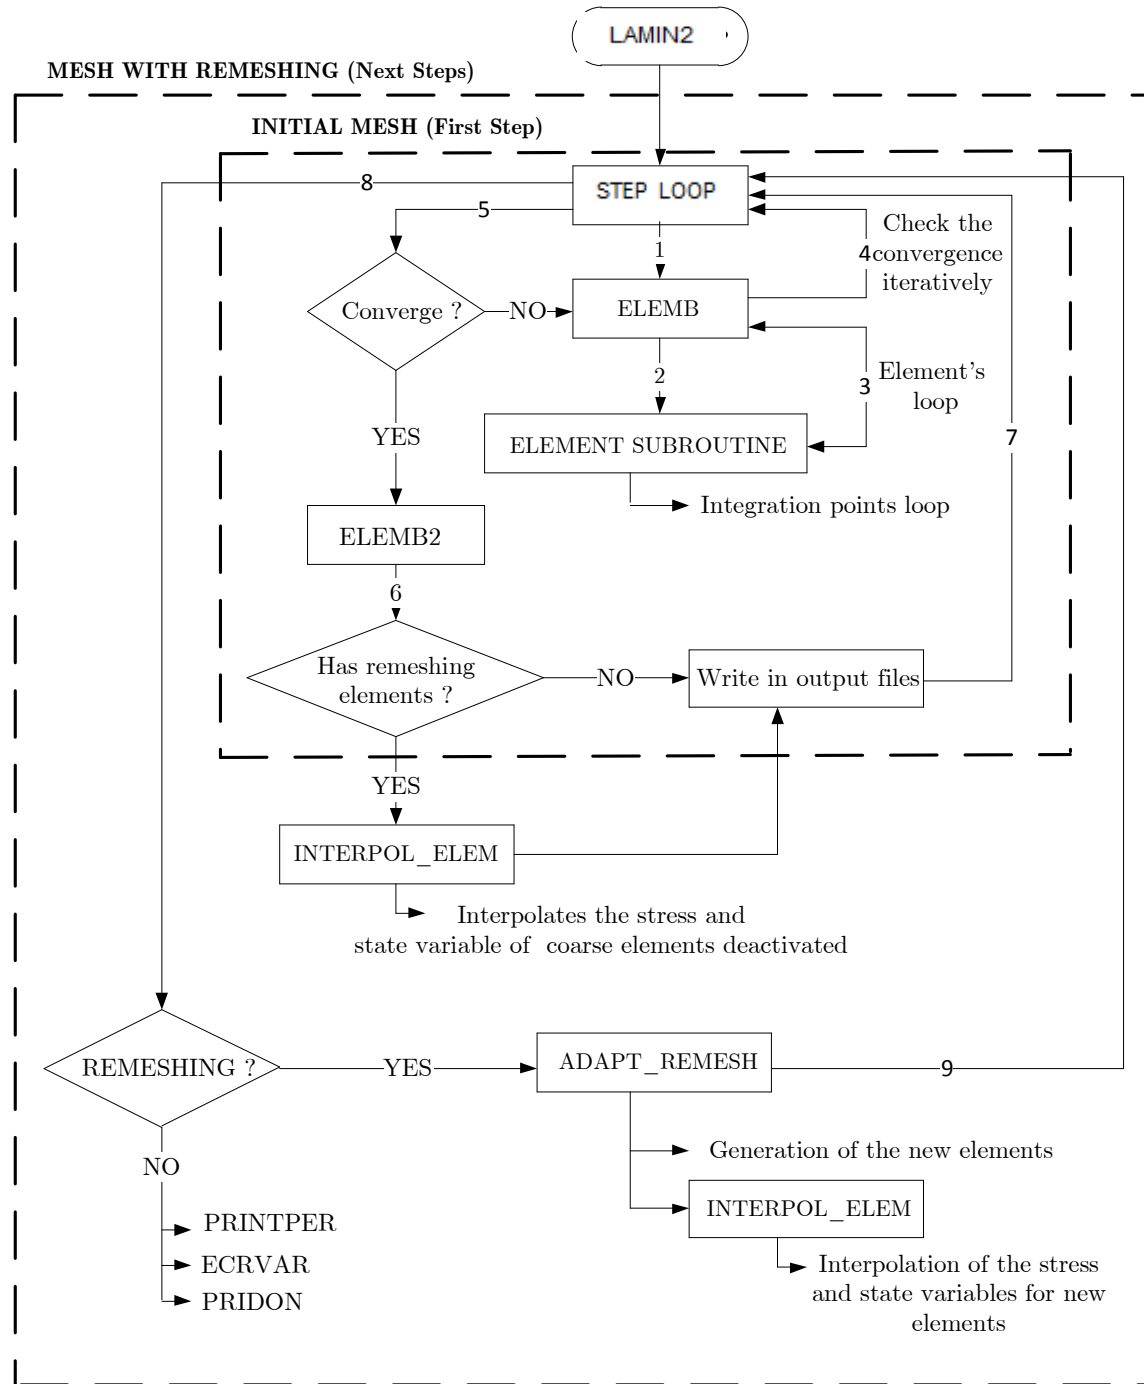 LAMIN2
MESH WITH REMESHING (Next Steps)
INITIAL MESH (First Step)
STEP LOOP
8
5
1
4
Check the
convergence
iteratively
Converge ?
NO
ELEMB
2
3
Element's
loop
YES
ELEMENT SUBROUTINE
7
Integration points loop
ELEMB2
6
Has remeshing
elements ?
NO
Write in output files
YES
INTERPOL_ELEM
Interpolates the stress and
state variable of coarse elements deactivated
REMESHING ?
YES
ADAPT_REMESH
9
Generation of the new elements
NO
INTERPOL_ELEM
PRINTPER
ECRVAR
PRIDON
Interpolation of the stress
and state variables for new
elements